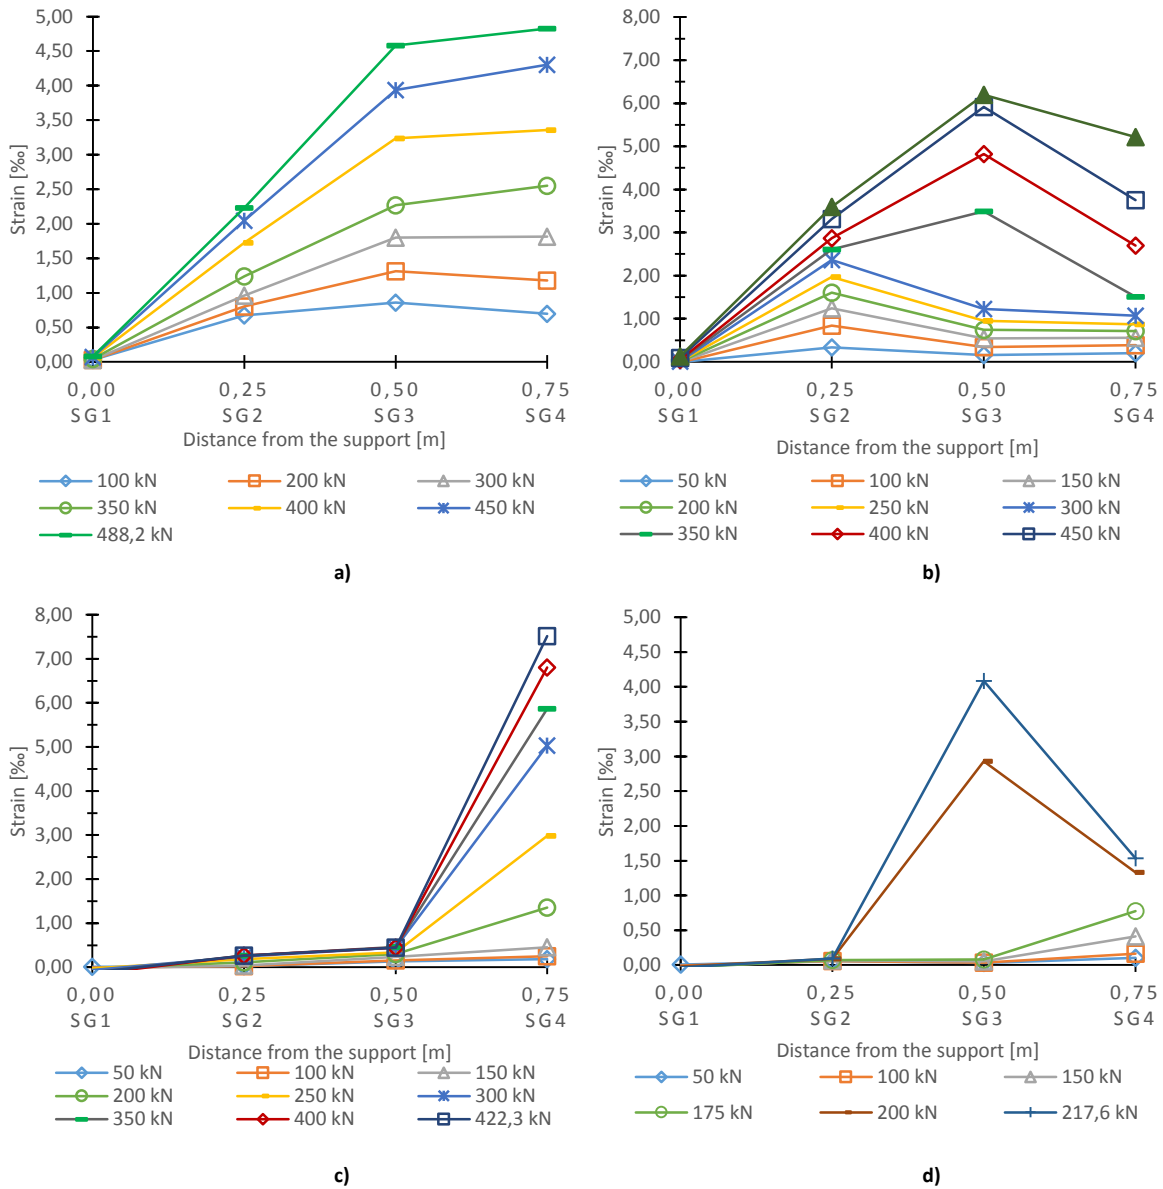 5,00
4,50
4,00
3,50
3,00
2,50
2,00
1,50
1,00
0,50
0,00
Strain [‰]
0,00 0,25 0,50 0,75
SG1 SG2 SG3 SG4
Distance from the support [m]
100 kN 200 kN 300 kN
350 kN 400 kN 450 kN
488,2 kN
a)
8,00
7,00
6,00
5,00
4,00
3,00
2,00
1,00
0,00
Strain [‰]
0,00 0,25 0,50 0,75
SG1 SG2 SG3 SG4
Distance from the support [m]
50 kN 100 kN 150 kN
200 kN 250 kN 300 kN
350 kN 400 kN 450 kN
b)
8,00
7,00
6,00
5,00
4,00
3,00
2,00
1,00
0,00
Strain [‰]
0,00 0,25 0,50 0,75
SG1 SG2 SG3 SG4
Distance from the support [m]
50 kN 100 kN 150 kN
200 kN 250 kN 300 kN
350 kN 400 kN 422,3 kN
c)
5,00
4,50
4,00
3,50
3,00
2,50
2,00
1,50
1,00
0,50
0,00
Strain [‰]
0,00 0,25 0,50 0,75
SG1 SG2 SG3 SG4
Distance from the support [m]
50 kN 100 kN 150 kN
175 kN 200 kN 217,6 kN
d)